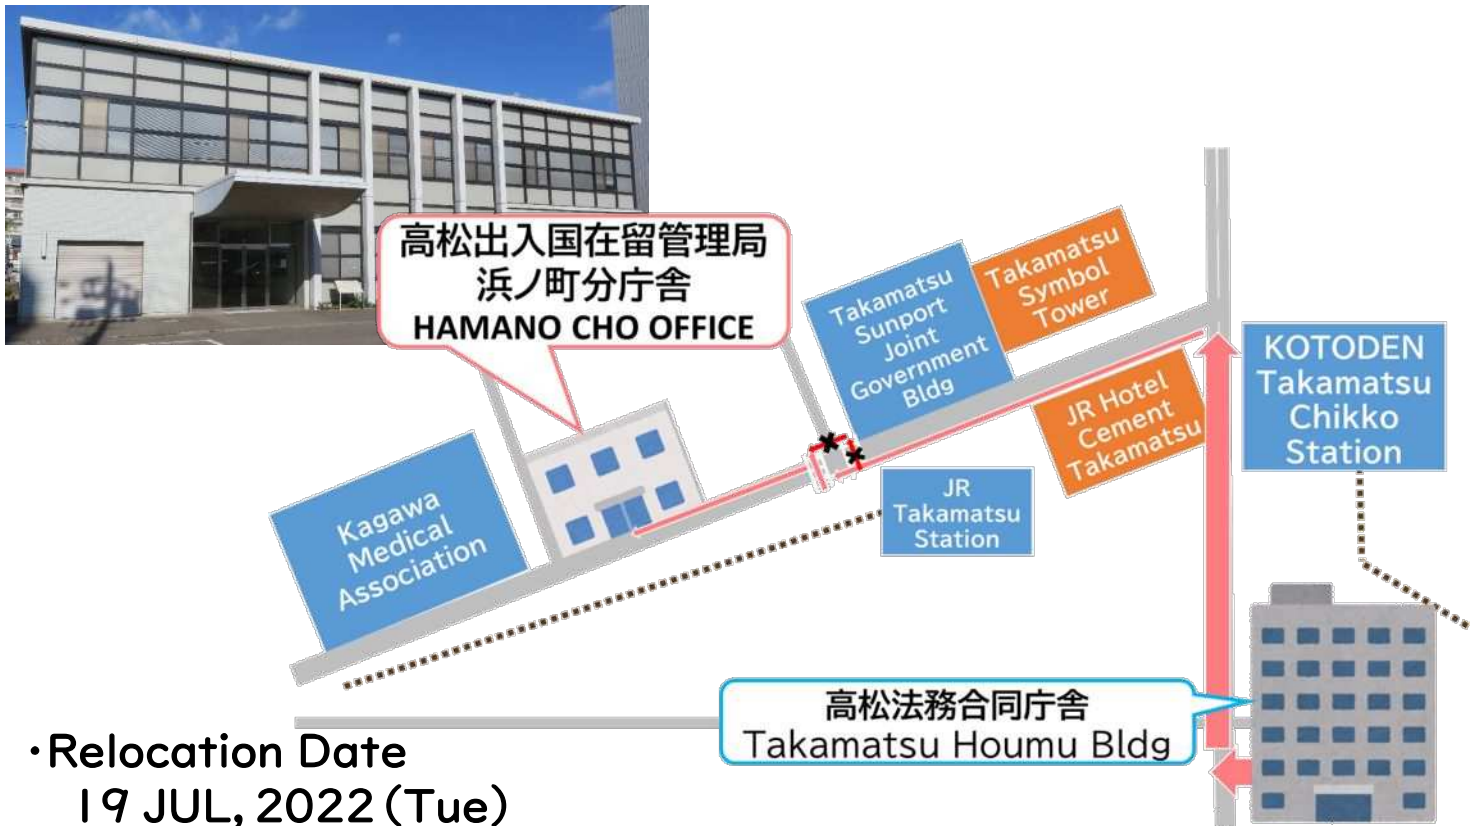 高松出入国在留管理局
浜ノ町分庁舎
HAMANO CHO OFFICE
Takamatsu
Sunport
Joint
Government
Bldg
Takamatsu
Symbol
Tower
KOTODEN
Takamatsu
Chikko
Station
JR Hotel
Cement
Takamatsu
JR
Takamatsu
Station
Kagawa
Medical
Association
高松法務合同庁舎
Takamatsu Houmu Bldg
・Relocation Date
19 JUL, 2022 (Tue)